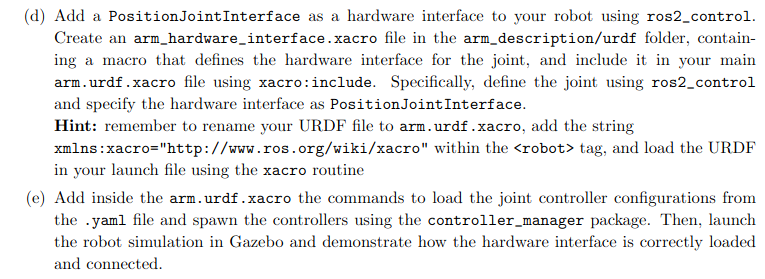 (d) Add a PositionJointInterface as a hardware interface to your robot using ros2_control.
Create an arm_hardware_interface.xacro file in the arm_description/urdf folder, contain-
ing a macro that defines the hardware interface for the joint, and include it in your main
arm.urdf.xacro file using xacro:include. Specifically, define the joint using ros2_control
and specify the hardware interface as PositionJointInterface.
Hint: remember to rename your URDF file to arm.urdf.xacro, add the string
xmlns:xacro="http://www.ros.org/wiki/xacro" within the <robot> tag, and load the URDF
in your launch file using the xacro routine
(e) Add inside the arm.urdf.xacro the commands to load the joint controller configurations from
the .yaml file and spawn the controllers using the controller_manager package. Then, launch
the robot simulation in Gazebo and demonstrate how the hardware interface is correctly loaded
and connected.